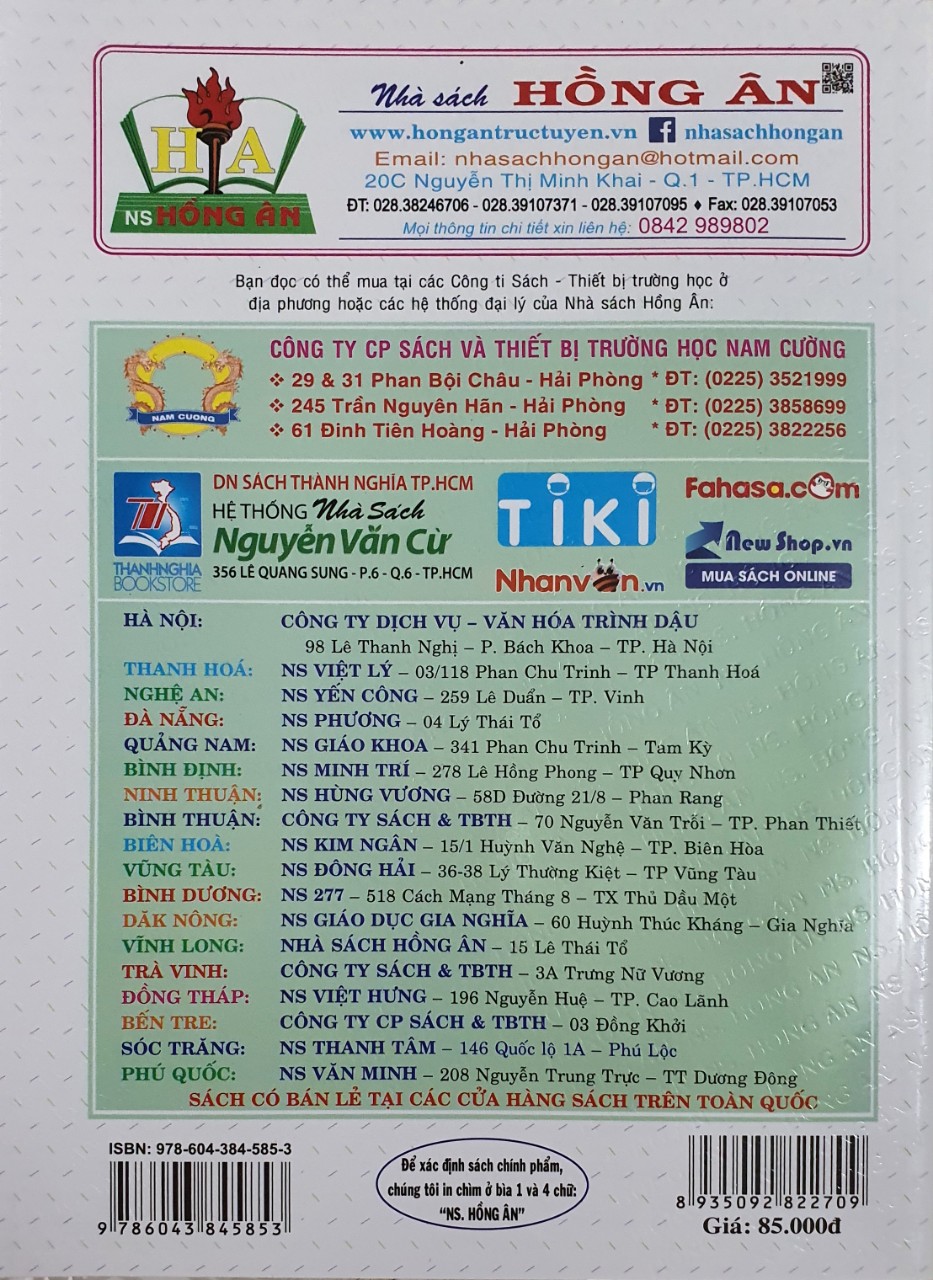 H A
NS HỒNG ÂN
Nhà sách HỒNG ÂN
www.hongantructuyen.vn f nhasachhongan
Email: nhasachhongan@hotmail.com
20C Nguyễn Thị Minh Khai - Q.1 - TP.HCM
ĐT: 028.38246706 - 028.39107371 - 028.39107095 ♦ Fax: 028.39107053
Mọi thông tin chi tiết xin liên hệ: 0842 989802
Bạn đọc có thể mua tại các Công ti Sách - Thiết bị trường học ở
địa phương hoặc các hệ thống đại lý của Nhà sách Hồng Ân:
NAM CUONG
CÔNG TY CP SÁCH VÀ THIẾT BỊ TRƯỜNG HỌC NAM CƯỜNG
❖ 29 & 31 Phan Bội Châu - Hải Phòng * ĐT: (0225) 3521999
❖ 245 Trần Nguyên Hãn - Hải Phòng * ĐT: (0225) 3858699
❖ 61 Đinh Tiên Hoàng - Hải Phòng * ĐT: (0225) 3822256
THANHNGHIA
BOOKSTORE
DN SÁCH THÀNH NGHĨA TP.HCM
HỆ THỐNG Nhà Sách
Nguyễn Văn Cừ
356 LÊ QUANG SUNG - P.6 - Q.6 - TP.HCM
TiKi
Nhanvăn.vn
Fahasa.com
New Shop.vn
MUA SÁCH ONLINE
HÀ NỘI: CÔNG TY DỊCH VỤ – VĂN HÓA TRÌNH DẬU
98 Lê Thanh Nghị – P. Bách Khoa – TP. Hà Nội
THANH HOÁ: NS VIỆT LÝ – 03/118 Phan Chu Trinh – TP Thanh Hoá
NGHỆ AN: NS YẾN CÔNG – 259 Lê Duẩn – TP. Vinh
ĐÀ NẴNG: NS PHƯƠNG – 04 Lý Thái Tổ
QUẢNG NAM: NS GIÁO KHOA – 341 Phan Chu Trinh – Tam Kỳ
BÌNH ĐỊNH: NS MINH TRÍ – 278 Lê Hồng Phong – TP Quy Nhơn
NINH THUẬN: NS HÙNG VƯƠNG – 58D Đường 21/8 – Phan Rang
BÌNH THUẬN: CÔNG TY SÁCH & TBTH – 70 Nguyễn Văn Trỗi – TP. Phan Thiết
BIÊN HOÀ: NS KIM NGÂN – 15/1 Huỳnh Văn Nghệ – TP. Biên Hòa
VŨNG TÀU: NS ĐÔNG HẢI – 36-38 Lý Thường Kiệt – TP Vũng Tàu
BÌNH DƯƠNG: NS 277 – 518 Cách Mạng Tháng 8 – TX Thủ Dầu Một
DĂK NÔNG: NS GIÁO DỤC GIA NGHĨA – 60 Huỳnh Thúc Kháng – Gia Nghĩa
VĨNH LONG: NHÀ SÁCH HỒNG ÂN – 15 Lê Thái Tổ
TRÀ VINH: CÔNG TY SÁCH & TBTH – 3A Trưng Nữ Vương
ĐỒNG THÁP: NS VIỆT HƯNG – 196 Nguyễn Huệ – TP. Cao Lãnh
BẾN TRE: CÔNG TY CP SÁCH & TBTH – 03 Đồng Khởi
SÓC TRĂNG: NS THANH TÂM – 146 Quốc lộ 1A – Phú Lộc
PHÚ QUỐC: NS VĂN MINH – 208 Nguyễn Trung Trực – TT Dương Đông
SÁCH CÓ BÁN LẺ TẠI CÁC CỬA HÀNG SÁCH TRÊN TOÀN QUỐC
ISBN: 978-604-384-585-3
9 786043 845853
Để xác định sách chính phẩm,
chúng tôi in chìm ở bìa 1 và 4 chữ:
"NS. HỒNG ÂN"
8 935092 822709
Giá: 85.000đ